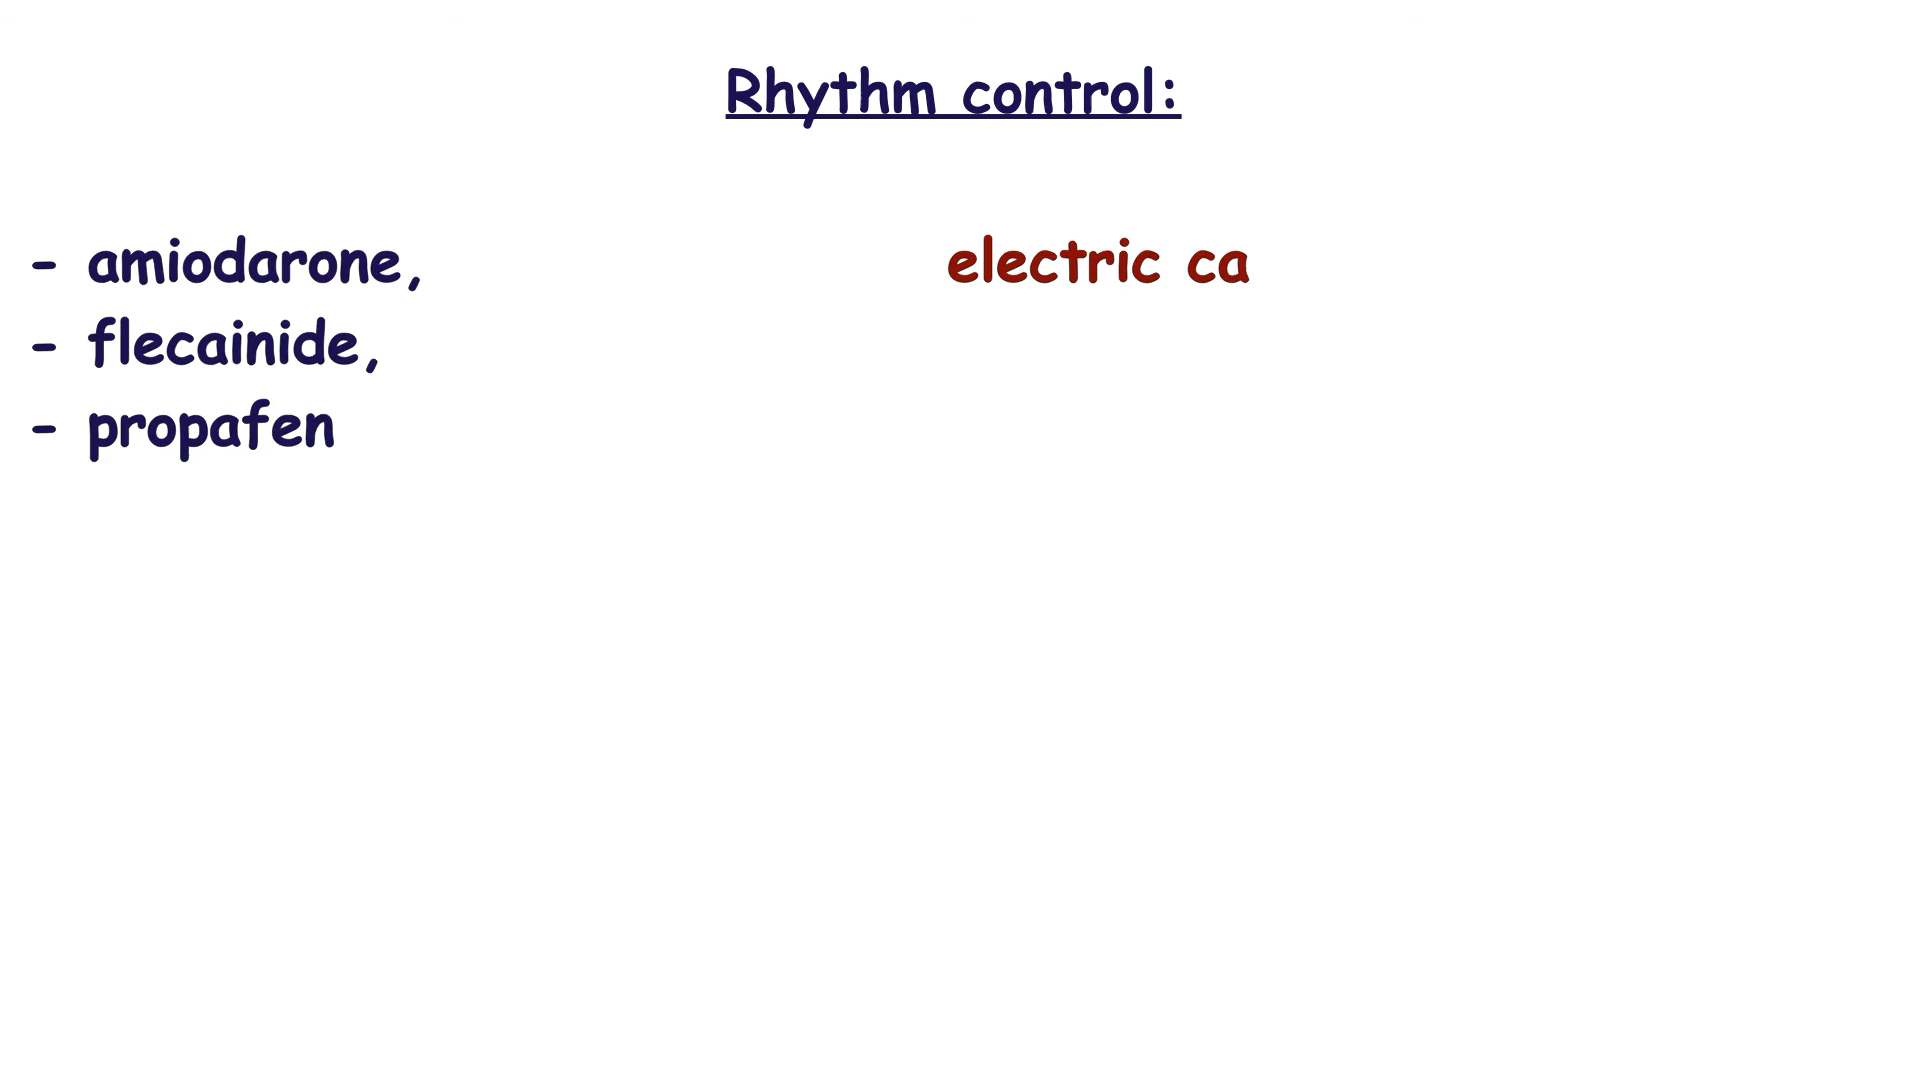 Rhythm control:
- amiodarone,
electric ca
- flecainide,
- propafen